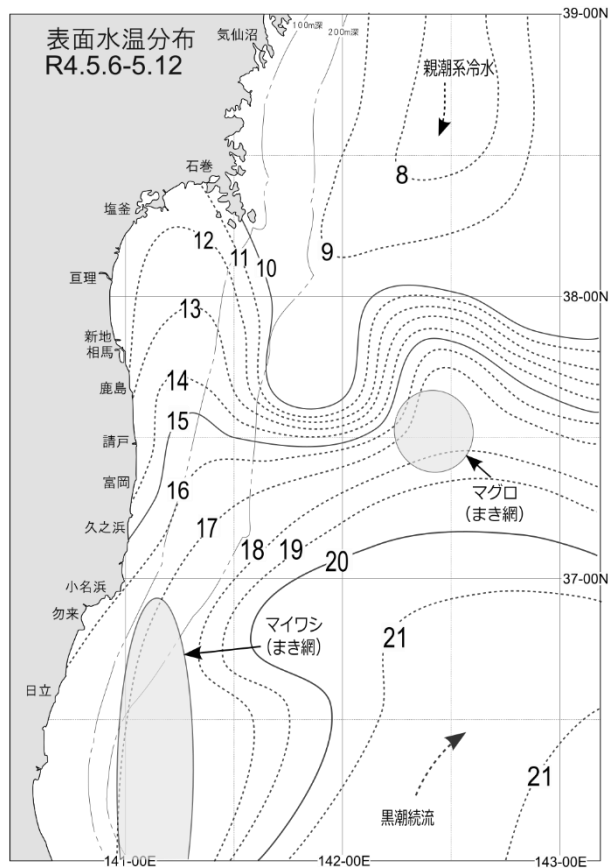 表面水温分布
R4.5.6-5.12
気仙沼
100m深
200m深
39-00N
親潮系冷水
石巻
8
塩釜
12
11
10
9
亘理
38-00N
13
新地
相馬
14
鹿島
15
請戸
マグロ
(まき網)
富岡
16
久之浜
17
18
19
20
37-00N
小名浜
勿来
マイワシ
(まき網)
21
日立
21
黒潮続流
141-00E
142-00E
143-00E